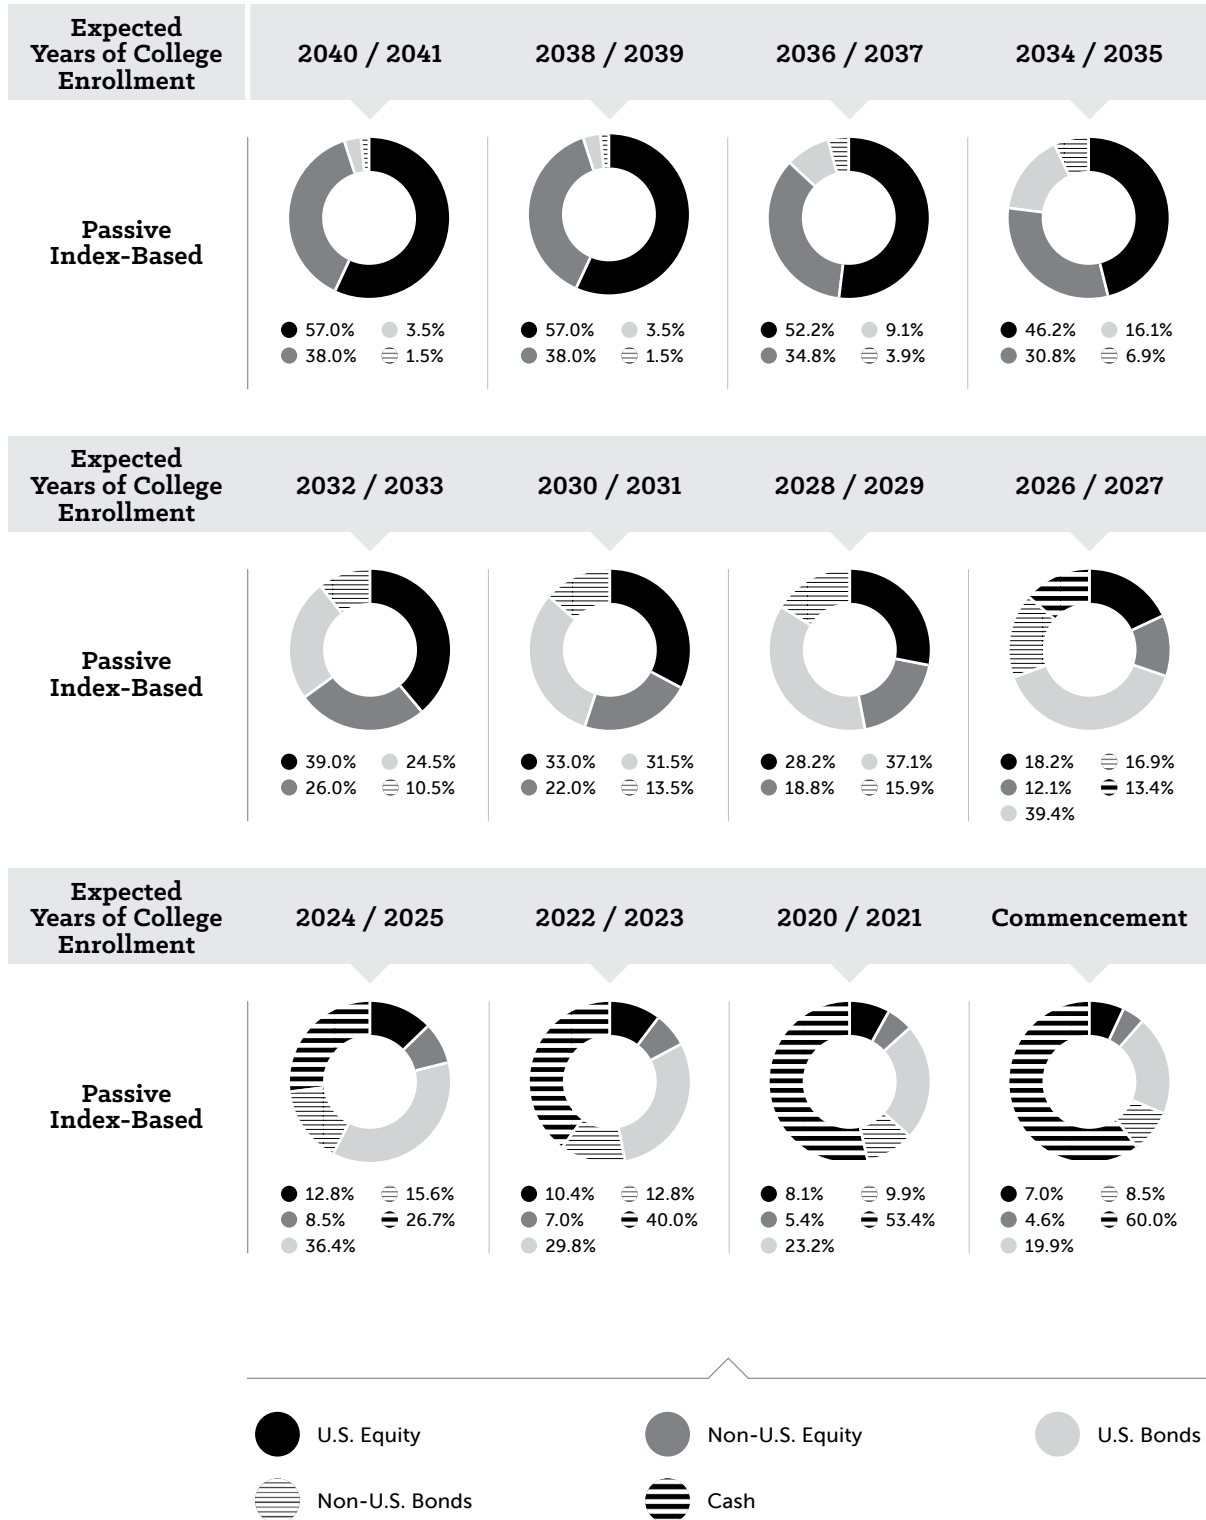 Expected
Years of College
Enrollment
2040 / 2041
2038 / 2039
2036 / 2037
2034 / 2035
Passive
Index-Based
57.0% 3.5%
38.0% 1.5%
57.0% 3.5%
38.0% 1.5%
52.2% 9.1%
34.8% 3.9%
46.2% 16.1%
30.8% 6.9%
Expected
Years of College
Enrollment
2032 / 2033
2030 / 2031
2028 / 2029
2026 / 2027
Passive
Index-Based
39.0% 24.5%
26.0% 10.5%
33.0% 31.5%
22.0% 13.5%
28.2% 37.1%
18.8% 15.9%
18.2% 16.9%
12.1% 13.4%
39.4%
Expected
Years of College
Enrollment
2024 / 2025
2022 / 2023
2020 / 2021
Commencement
Passive
Index-Based
12.8% 15.6%
8.5% 26.7%
36.4%
10.4% 12.8%
7.0% 40.0%
29.8%
8.1% 9.9%
5.4% 53.4%
23.2%
7.0% 8.5%
4.6% 60.0%
19.9%
U.S. Equity
Non-U.S. Equity
U.S. Bonds
Non-U.S. Bonds
Cash